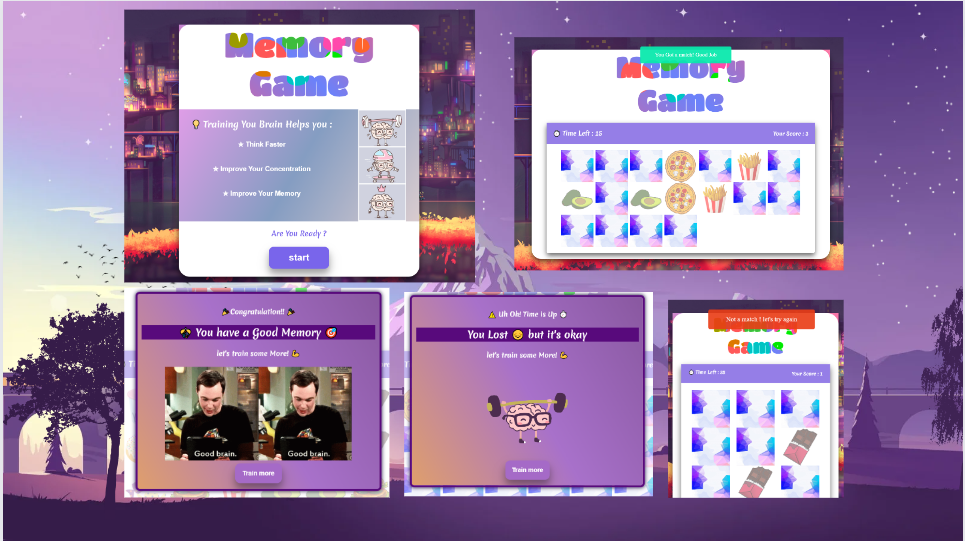 Memory
Game
💡 Training You Brain Helps you :
★ Think Faster
★ Improve Your Concentration
★ Improve Your Memory
Are You Ready ?
start
You Got a match! Good Job
Memory
Game
Time Left : 15
Your Score : 3
🎉 Congratulation!! 🎉
You have a Good Memory 🎯
let's train some More! 💪
Good brain. Good brain.
Train more
Uh Oh! Time is Up
You Lost but it's okay
let's train some More! 💪
Train more
Not a match ! let's try again
Memory
Game
Your Score : 1